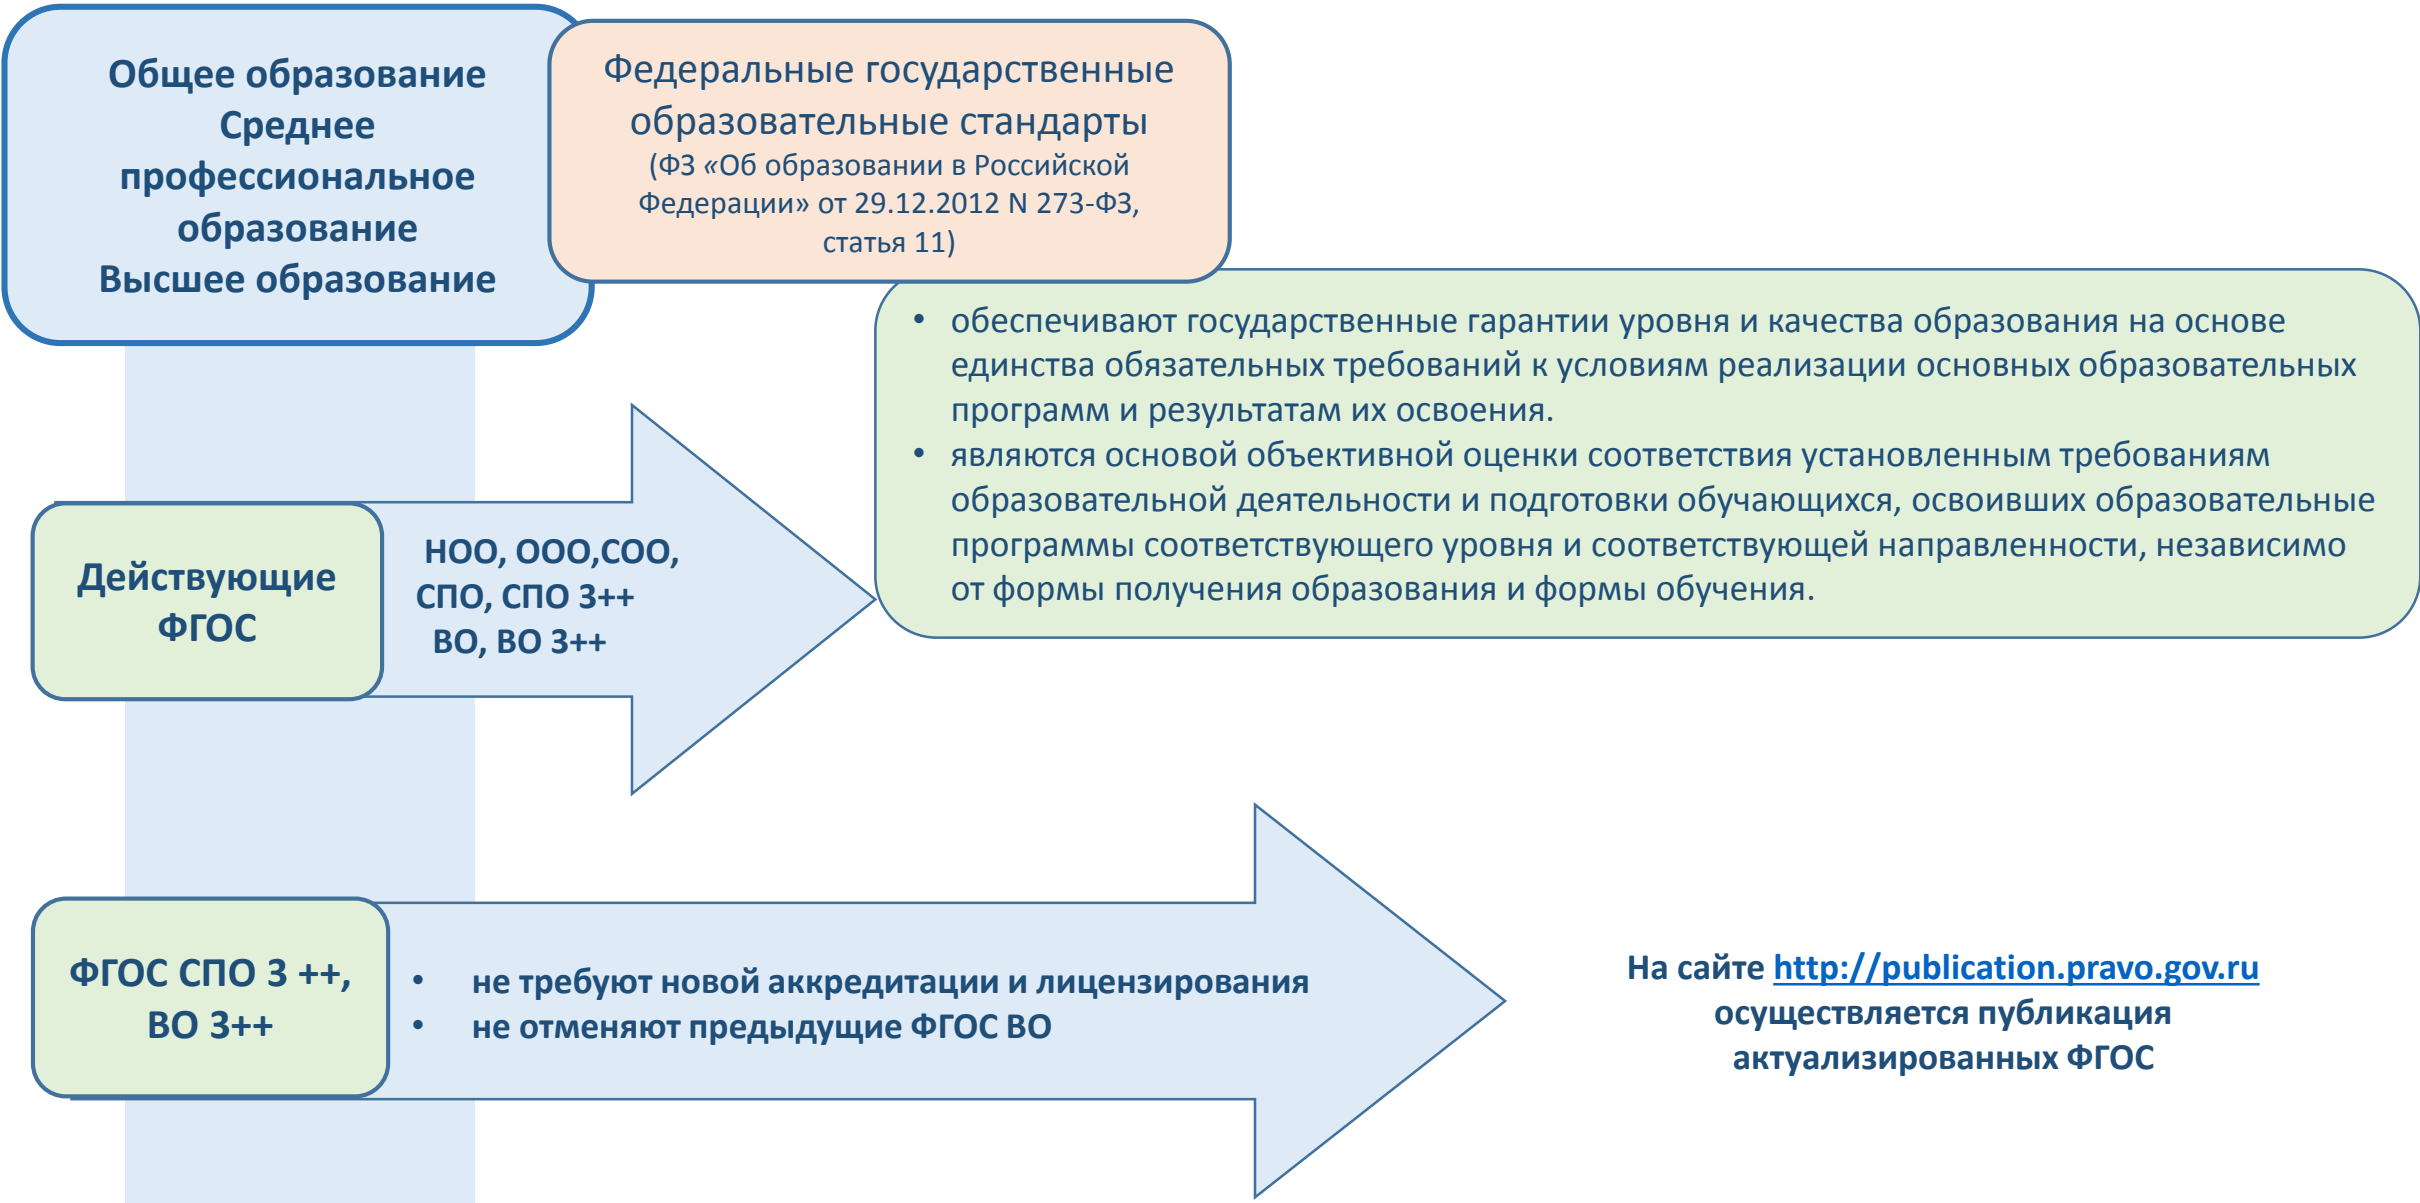 Общее образование
Среднее
профессиональное
образование
Высшее образование
Федеральные государственные
образовательные стандарты
(ФЗ «Об образовании в Российской
Федерации» от 29.12.2012 N 273-ФЗ,
статья 11)
• обеспечивают государственные гарантии уровня и качества образования на основе
единства обязательных требований к условиям реализации основных образовательных
программ и результатам их освоения.
• являются основой объективной оценки соответствия установленным требованиям
образовательной деятельности и подготовки обучающихся, освоивших образовательные
программы соответствующего уровня и соответствующей направленности, независимо
от формы получения образования и формы обучения.
Действующие
ФГОС
НОО, ООО,СОО,
СПО, СПО 3++
ВО, ВО 3++
ФГОС СПО 3 ++,
ВО 3++
• не требуют новой аккредитации и лицензирования
• не отменяют предыдущие ФГОС ВО
На сайте http://publication.pravo.gov.ru
осуществляется публикация
актуализированных ФГОС